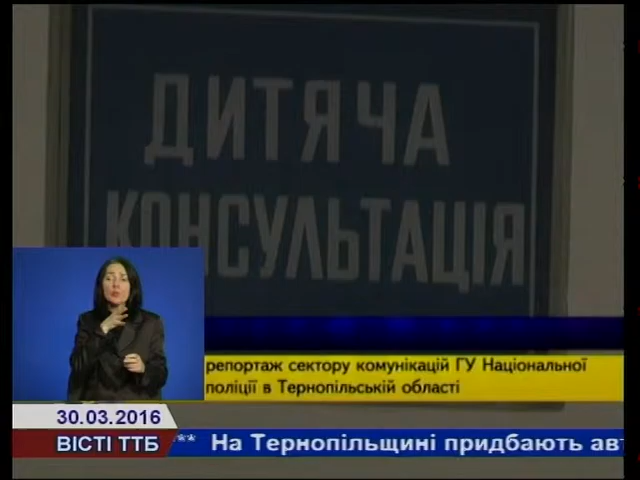 ДИТЯЧА
КОНСУЛЬТАЦІЯ
репортаж сектору комунікацій ГУ Національної
поліції в Тернопільській області
30.03.2016
ВІСТІ ТТБ
** На Тернопільщині придбають авт